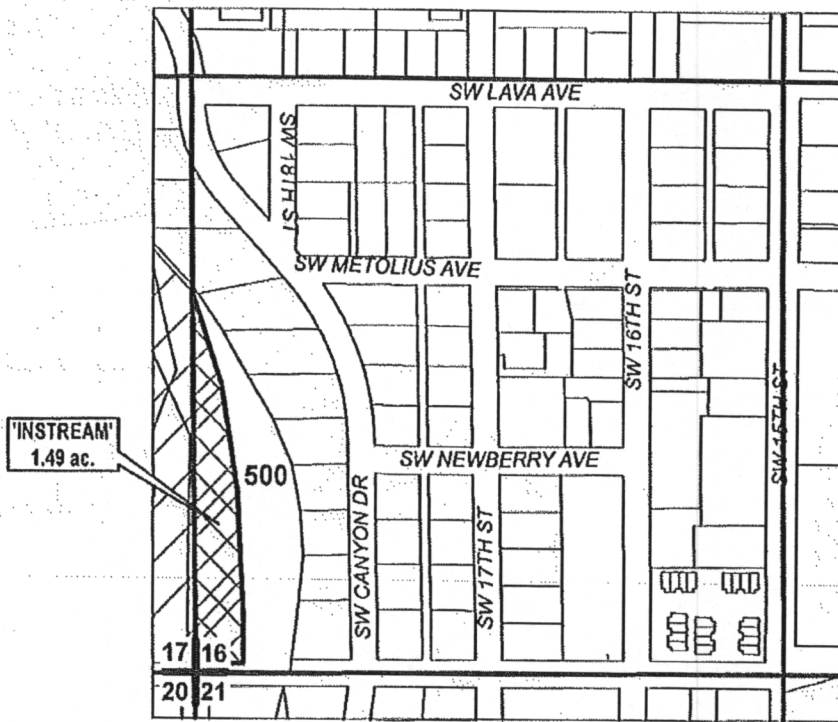 SW LAVA AVE
SW 18TH ST
SW METOLIUS AVE
SW 16TH ST
SW 15TH ST
'INSTREAM'
1.49 ac.
500
SW NEWBERRY AVE
SW CANYON DR
SW 17TH ST
17 16
20 21